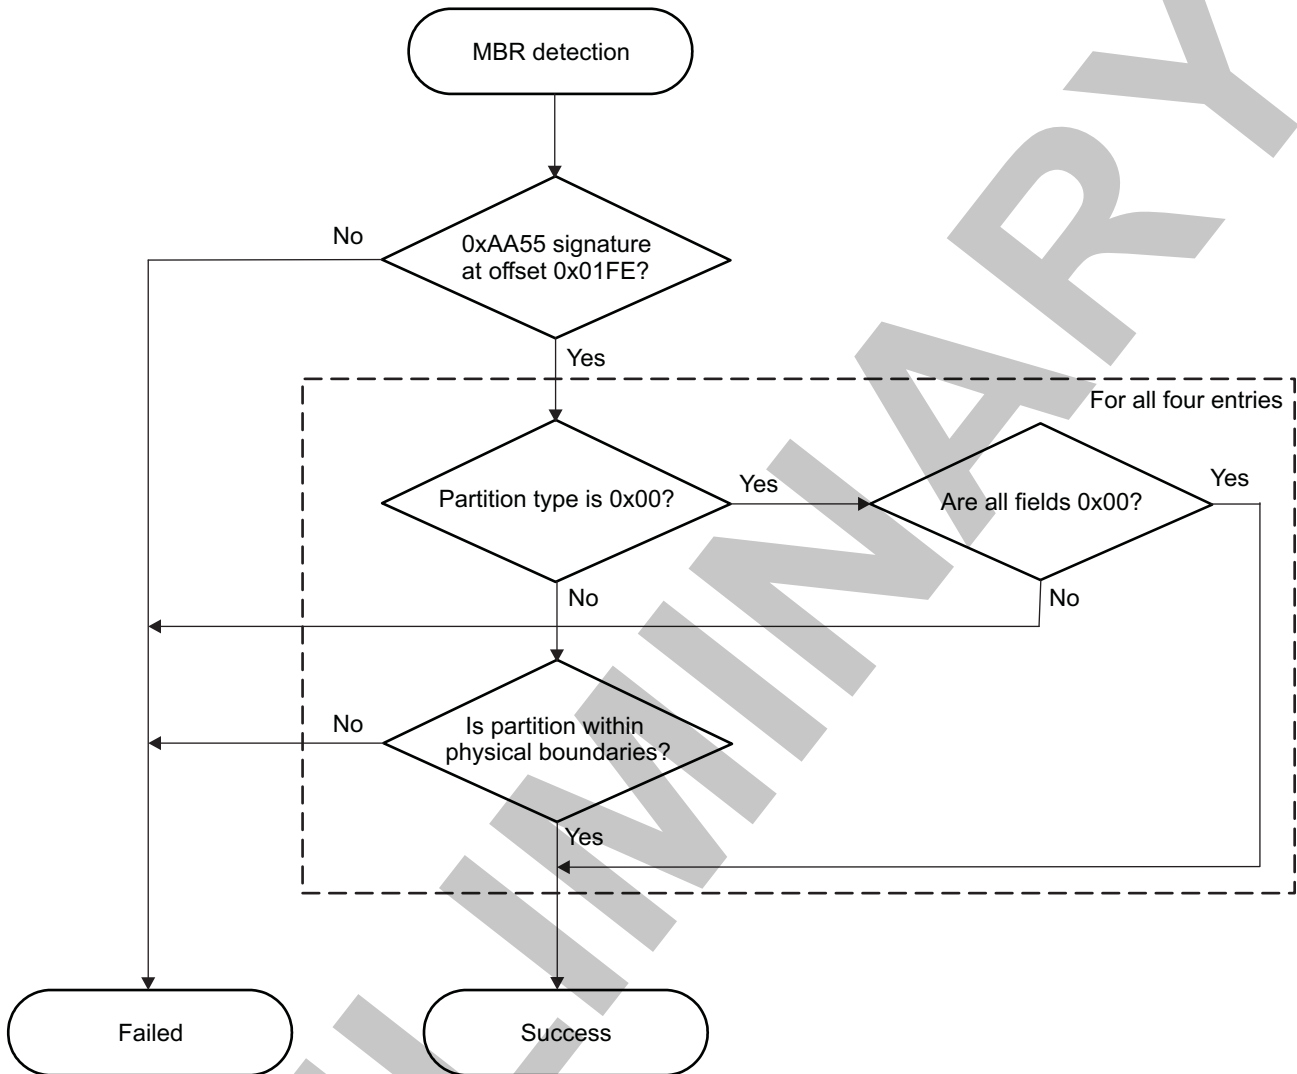 MBR detection
No
0xAA55 signature
at offset 0x01FE?
Yes
For all four entries
Partition type is 0x00?
Yes
Are all fields 0x00?
Yes
No
No
No
Is partition within
physical boundaries?
Yes
Failed
Success
LIMINARY